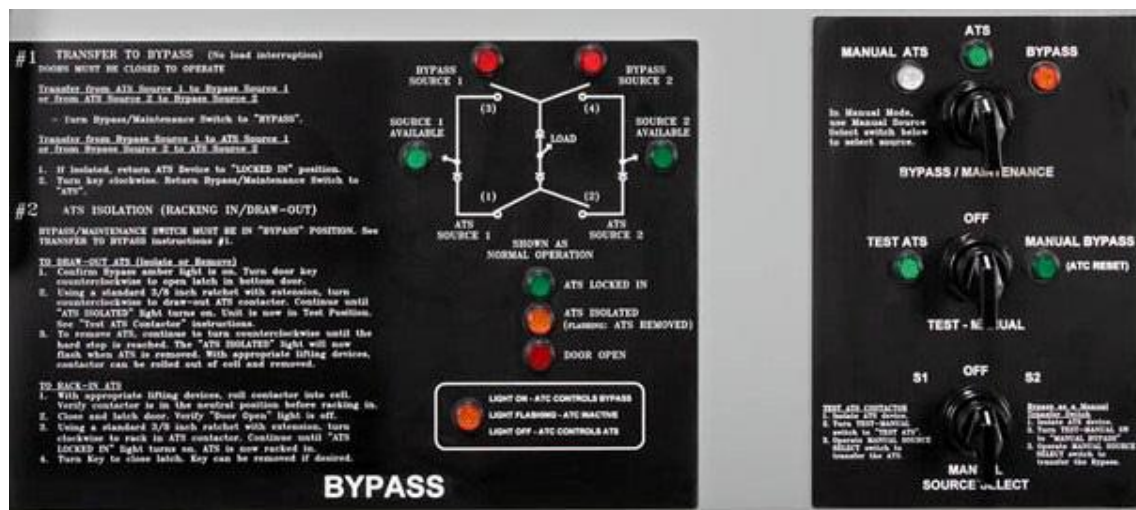 #1 TRANSFER TO BYPASS (No load interruption)
DOORS MUST BE CLOSED TO OPERATE
Transfer from ATS Source 1 to Bypass Source 1
or from ATS Source 2 to Bypass Source 2
- Turn Bypass/Maintenance Switch to "BYPASS".
Transfer from Bypass Source 1 to ATS Source 1
or from Bypass Source 2 to ATS Source 2
1. If isolated, return ATS Device to "LOCKED IN" position.
2. Turn key clockwise. Return Bypass/Maintenance Switch to
"ATS".
#2 ATS ISOLATION (RACKING IN/DRAW-OUT)
BYPASS/MAINTENANCE SWITCH MUST BE IN "BYPASS" POSITION. See
TRANSFER TO BYPASS instructions #1.
TO DRAW-OUT ATS (Isolate or Remove)
1. Confirm Bypass amber light is on. Turn door key
counterclockwise to open latch in bottom door.
2. Using a standard 3/8 inch ratchet with extension, turn
counterclockwise to draw-out ATS contactor. Continue until
"ATS ISOLATED" light turns on. Unit is now in Test Position.
See "Test ATS Contactor" instructions.
3. To remove ATS, continue to turn counterclockwise until the
hard stop is reached. The "ATS ISOLATED" light will now
flash when ATS is removed. With appropriate lifting devices,
contactor can be rolled out of cell and removed.
TO RACK-IN ATS
1. With appropriate lifting devices, roll contactor into cell.
Verify contactor is in the neutral position before racking in.
2. Close and latch door. Verify "Door Open" light is off.
3. Using a standard 3/8 inch ratchet with extension, turn
clockwise to rack in ATS contactor. Continue until "ATS
LOCKED IN" light turns on. ATS is now racked in.
4. Turn Key to close latch. Key can be removed if desired.
BYPASS
SOURCE 1
BYPASS
SOURCE 2
(3)
(4)
SOURCE 1
AVAILABLE
SOURCE 2
AVAILABLE
LOAD
(1)
(2)
ATS
SOURCE 1
ATS
SOURCE 2
SHOWN AS
NORMAL OPERATION
ATS LOCKED IN
ATS ISOLATED
(FLASHING: ATS REMOVED)
DOOR OPEN
LIGHT ON - ATC CONTROLS BYPASS
LIGHT FLASHING - ATC INACTIVE
LIGHT OFF - ATC CONTROLS ATS
BYPASS
ATS
MANUAL ATS
BYPASS
In Manual Mode,
use Manual Source
Select switch below
to select source.
BYPASS / MAINTENANCE
OFF
TEST ATS
MANUAL BYPASS
(ATC RESET)
TEST - MANUAL
OFF
S1
S2
TEST ATS CONTACTOR
1. Isolate ATS device.
2. Turn TEST-MANUAL
switch to "TEST ATS".
3. Operate MANUAL SOURCE
SELECT switch to
transfer the ATS.
Bypass as a Manual
Transfer Switch
1. Isolate ATS device.
2. Turn TEST-MANUAL SW
to "MANUAL BYPASS"
3. Operate MANUAL SOURCE
SELECT switch to
transfer the Bypass.
MANUAL
SOURCE SELECT